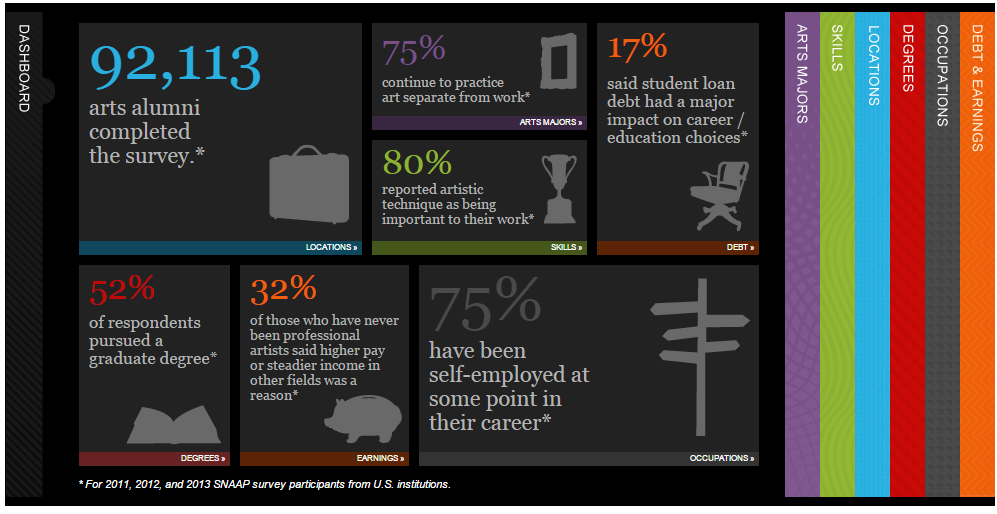 DASHBOARD
92,113
arts alumni
completed
the survey.*
LOCATIONS »
75%
continue to practice
art separate from work*
ARTS MAJORS »
80%
reported artistic
technique as being
important to their work*
SKILLS »
17%
said student loan
debt had a major
impact on career /
education choices*
DEBT »
52%
of respondents
pursued a
graduate degree*
DEGREES »
32%
of those who have never
been professional
artists said higher pay
or steadier income in
other fields was a
reason*
EARNINGS »
75%
have been
self-employed at
some point in
their career*
OCCUPATIONS »
* For 2011, 2012, and 2013 SNAAP survey participants from U.S. institutions.
ARTS MAJORS
SKILLS
LOCATIONS
DEGREES
OCCUPATIONS
DEBT & EARNINGS